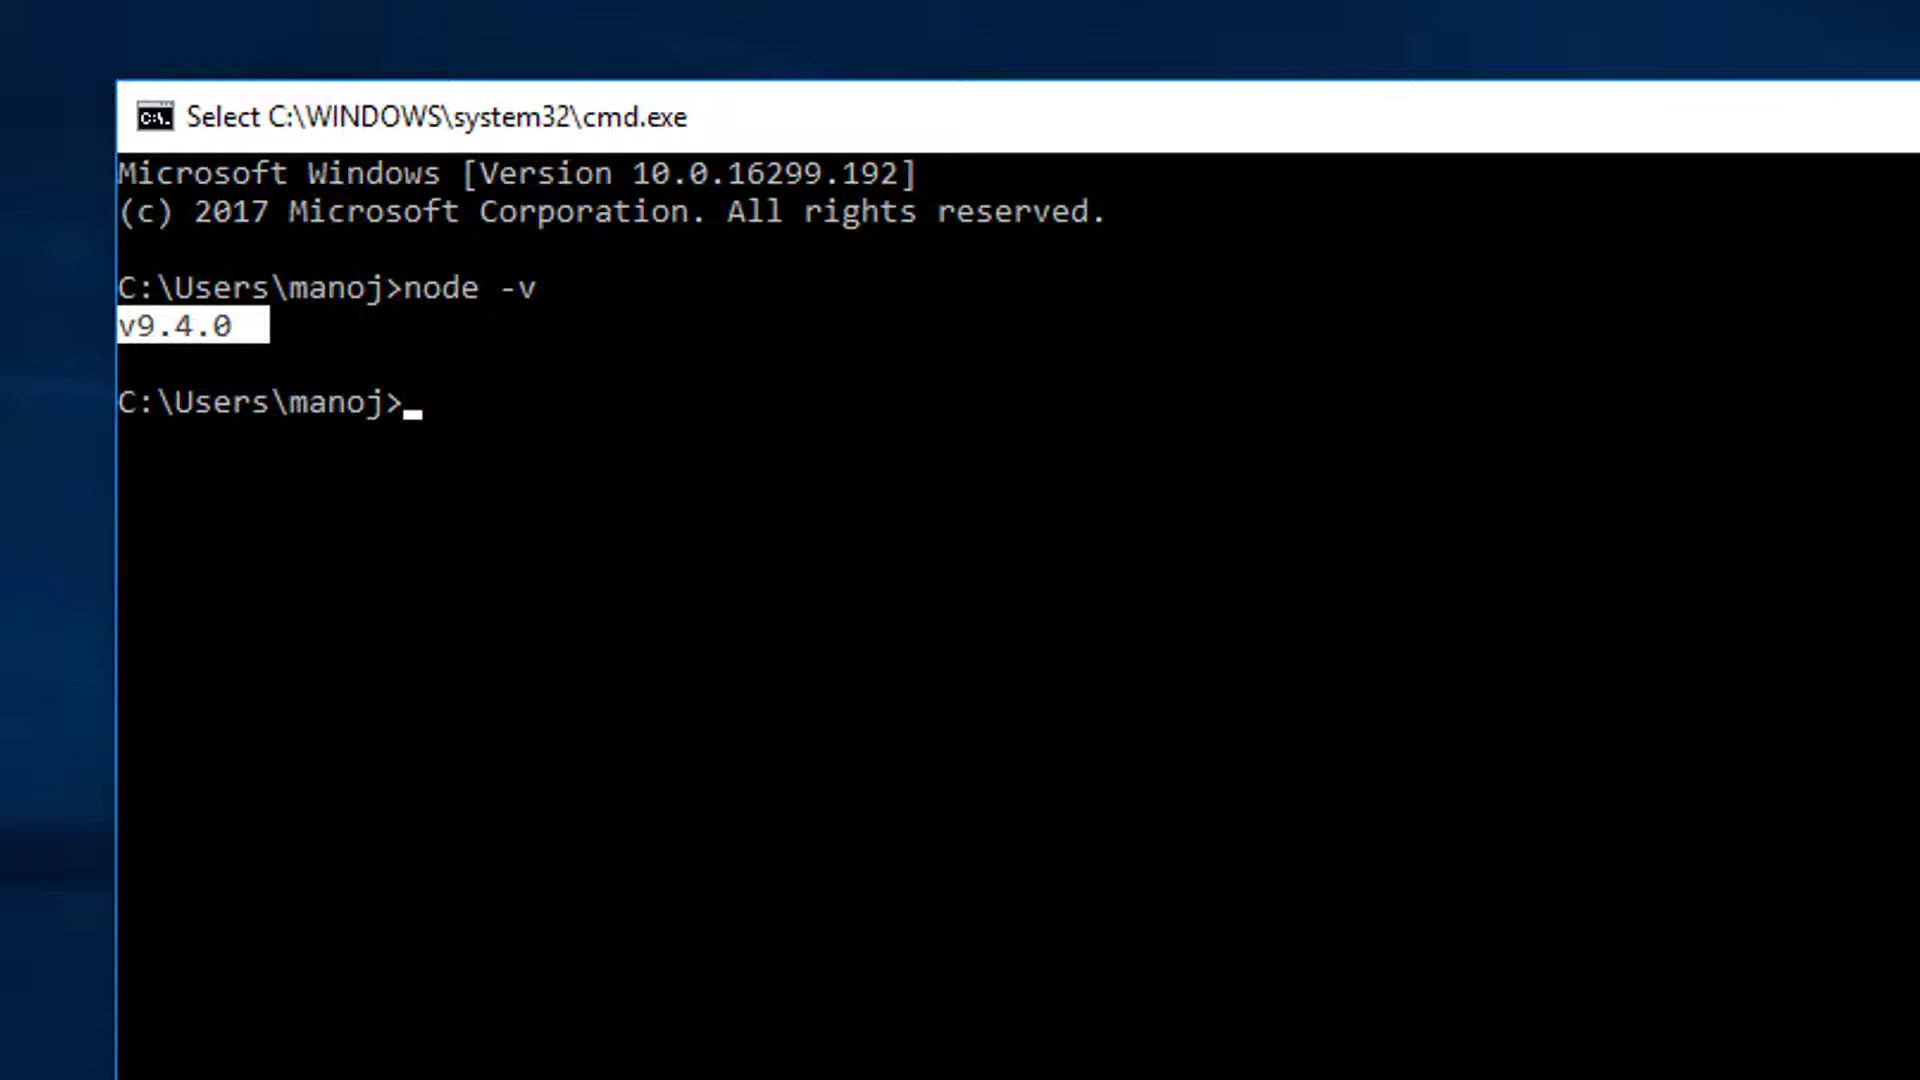 Select C:\WINDOWS\system32\cmd.exe
Microsoft Windows [Version 10.0.16299.192]
(c) 2017 Microsoft Corporation. All rights reserved.
C:\Users\manoj>node -v
v9.4.0
C:\Users\manoj>